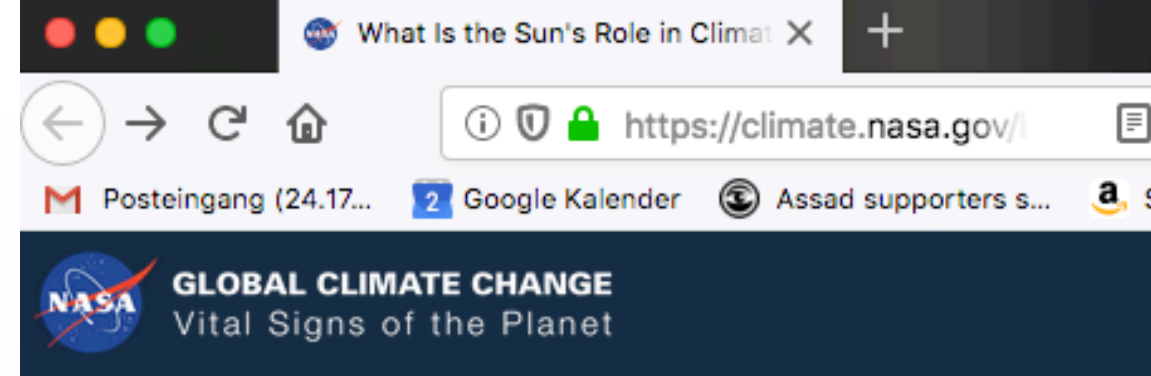 What Is the Sun's Role in Climat
https://climate.nasa.gov/
Posteingang (24.17... 2 Google Kalender Assad supporters s... a
NASA
GLOBAL CLIMATE CHANGE
Vital Signs of the Planet